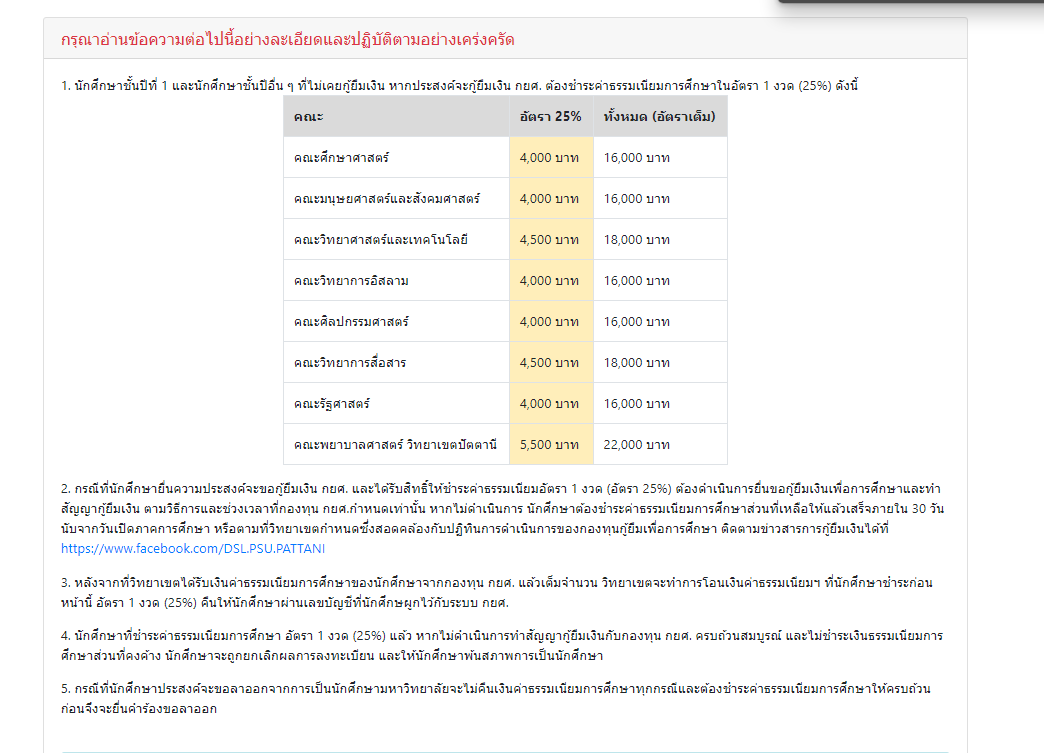 กรุณาอ่านข้อความต่อไปนี้อย่างละเอียดและปฏิบัติตามอย่างเคร่งครัด
1. นักศึกษาชั้นปีที่ 1 และนักศึกษาชั้นปีอื่น ๆ ที่ไม่เคยกู้ยืมเงิน หากประสงค์จะกู้ยืมเงิน กยศ. ต้องชำระค่าธรรมเนียมการศึกษาในอัตรา 1 งวด (25%) ดังนี้
คณะ อัตรา 25% ทั้งหมด (อัตราเต็ม)
คณะศึกษาศาสตร์ 4,000 บาท 16,000 บาท
คณะมนุษยศาสตร์และสังคมศาสตร์ 4,000 บาท 16,000 บาท
คณะวิทยาศาสตร์และเทคโนโลยี 4,500 บาท 18,000 บาท
คณะวิทยาการอิสลาม 4,000 บาท 16,000 บาท
คณะศิลปกรรมศาสตร์ 4,000 บาท 16,000 บาท
คณะวิทยาการสื่อสาร 4,500 บาท 18,000 บาท
คณะรัฐศาสตร์ 4,000 บาท 16,000 บาท
คณะพยาบาลศาสตร์ วิทยาเขตปัตตานี 5,500 บาท 22,000 บาท
2. กรณีที่นักศึกษายื่นความประสงค์จะขอกู้ยืมเงิน กยศ. และได้รับสิทธิ์ให้ชำระค่าธรรมเนียมอัตรา 1 งวด (อัตรา 25%) ต้องดำเนินการยื่นขอกู้ยืมเงินเพื่อการศึกษาและทำ
สัญญากู้ยืมเงิน ตามวิธีการและช่วงเวลาที่กองทุน กยศ.กำหนดเท่านั้น หากไม่ดำเนินการ นักศึกษาต้องชำระค่าธรรมเนียมการศึกษาส่วนที่เหลือให้แล้วเสร็จภายใน 30 วัน
นับจากวันเปิดภาคการศึกษา หรือตามที่วิทยาเขตกำหนดซึ่งสอดคล้องกับปฏิทินการดำเนินการของกองทุนกู้ยืมเพื่อการศึกษา ติดตามข่าวสารการกู้ยืมเงินได้ที่
https://www.facebook.com/DSL.PSU.PATTANI
3. หลังจากที่วิทยาเขตได้รับเงินค่าธรรมเนียมการศึกษาของนักศึกษาจากกองทุน กยศ. แล้วเต็มจำนวน วิทยาเขตจะทำการโอนเงินค่าธรรมเนียมฯ ที่นักศึกษาชำระก่อน
หน้านี้ อัตรา 1 งวด (25%) คืนให้นักศึกษาผ่านเลขบัญชีที่นักศึกษผูกไว้กับระบบ กยศ.
4. นักศึกษาที่ชำระค่าธรรมเนียมการศึกษา อัตรา 1 งวด (25%) แล้ว หากไม่ดำเนินการทำสัญญากู้ยืมเงินกับกองทุน กยศ. ครบถ้วนสมบูรณ์ และไม่ชำระเงินธรรมเนียมการ
ศึกษาส่วนที่คงค้าง นักศึกษาจะถูกยกเลิกผลการลงทะเบียน และให้นักศึกษาพ้นสภาพการเป็นนักศึกษา
5. กรณีที่นักศึกษาประสงค์จะขอลาออกจากการเป็นนักศึกษามหาวิทยาลัยจะไม่คืนเงินค่าธรรมเนียมการศึกษาทุกกรณีและต้องชำระค่าธรรมเนียมการศึกษาให้ครบถ้วน
ก่อนจึงจะยื่นคำร้องขอลาออก